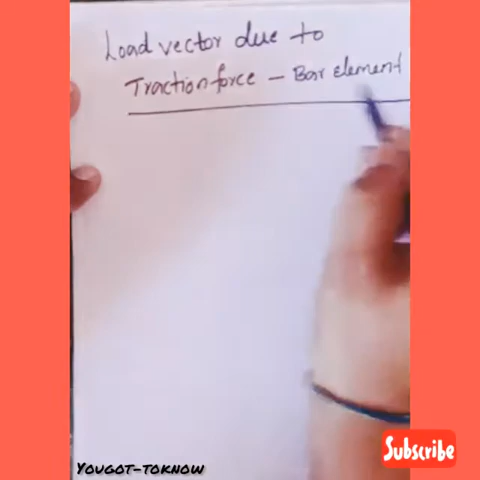 Load vector due to
Traction force - Bar element
Subscribe
Yougot-toknow